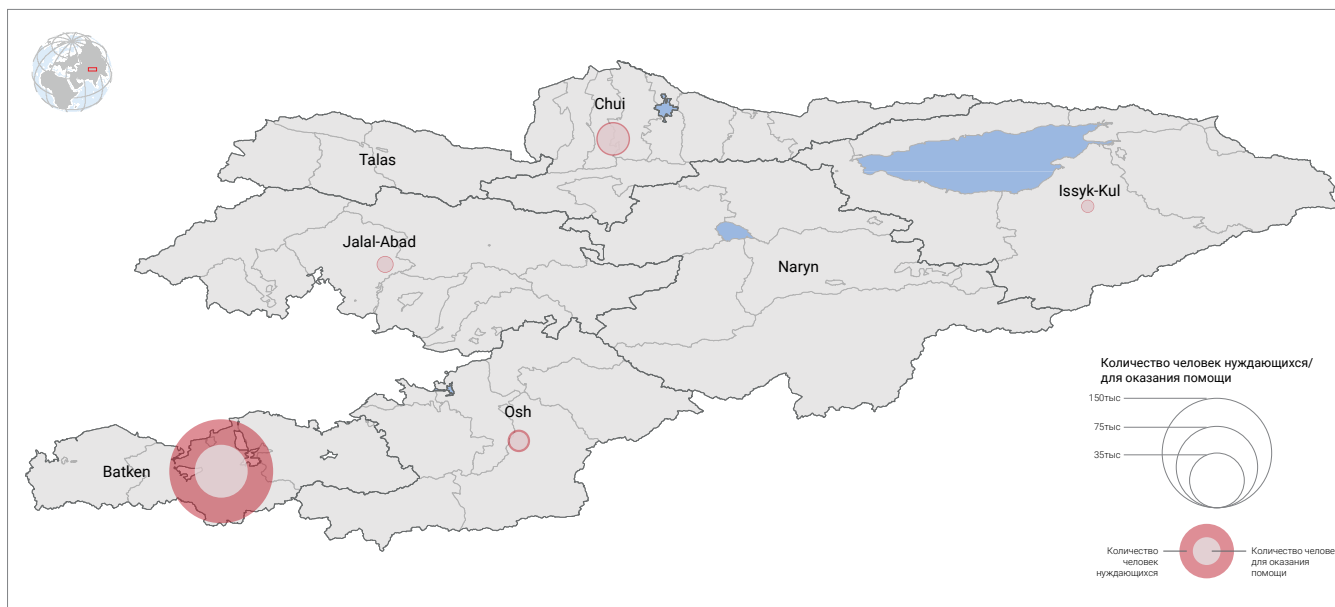 Chui
Talas
Issyk-Kul
Jalal-Abad
Naryn
Osh
Batken
Количество человек нуждающихся/
для оказания помощи
150тыс
75тыс
35тыс
Количество
человек
нуждающихся
Количество челове
для оказания
помощи